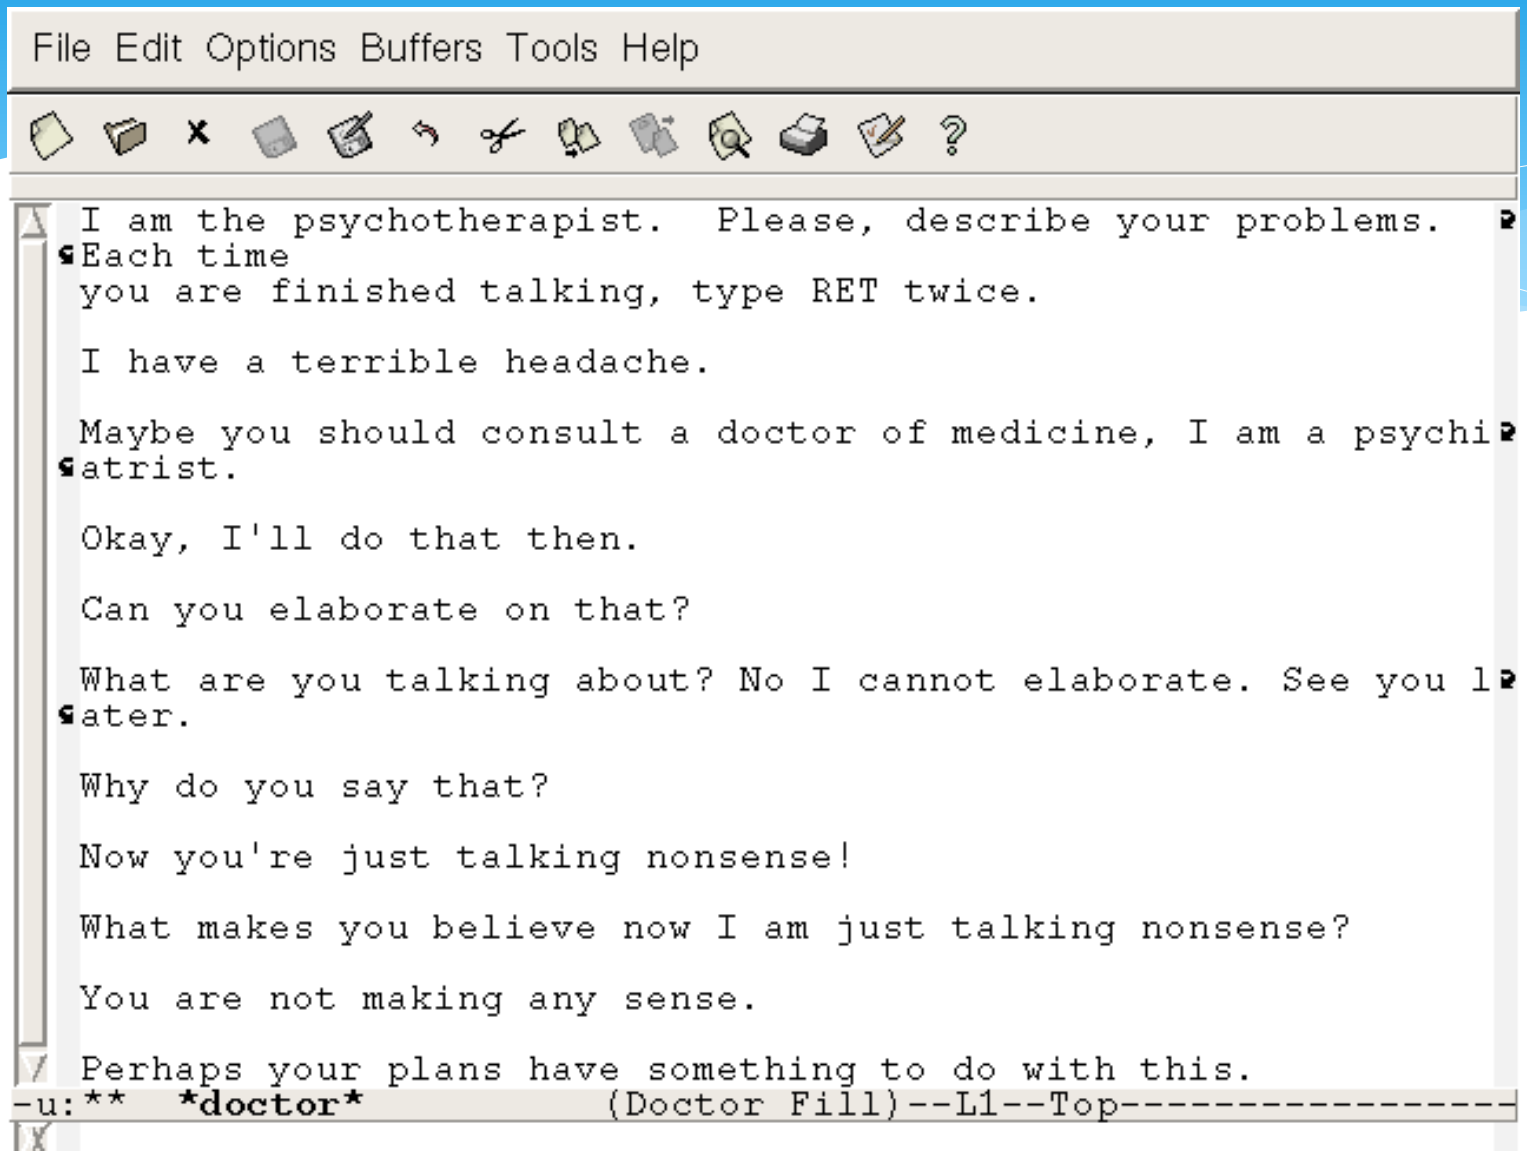 File Edit Options Buffers Tools Help
I am the psychotherapist.  Please, describe your problems.
Each time
you are finished talking, type RET twice.
I have a terrible headache.
Maybe you should consult a doctor of medicine, I am a psychi
atrist.
Okay, I'll do that then.
Can you elaborate on that?
What are you talking about? No I cannot elaborate. See you l
ater.
Why do you say that?
Now you're just talking nonsense!
What makes you believe now I am just talking nonsense?
You are not making any sense.
Perhaps your plans have something to do with this.
-u:**  *doctor*          (Doctor Fill)--L1--Top-----------------